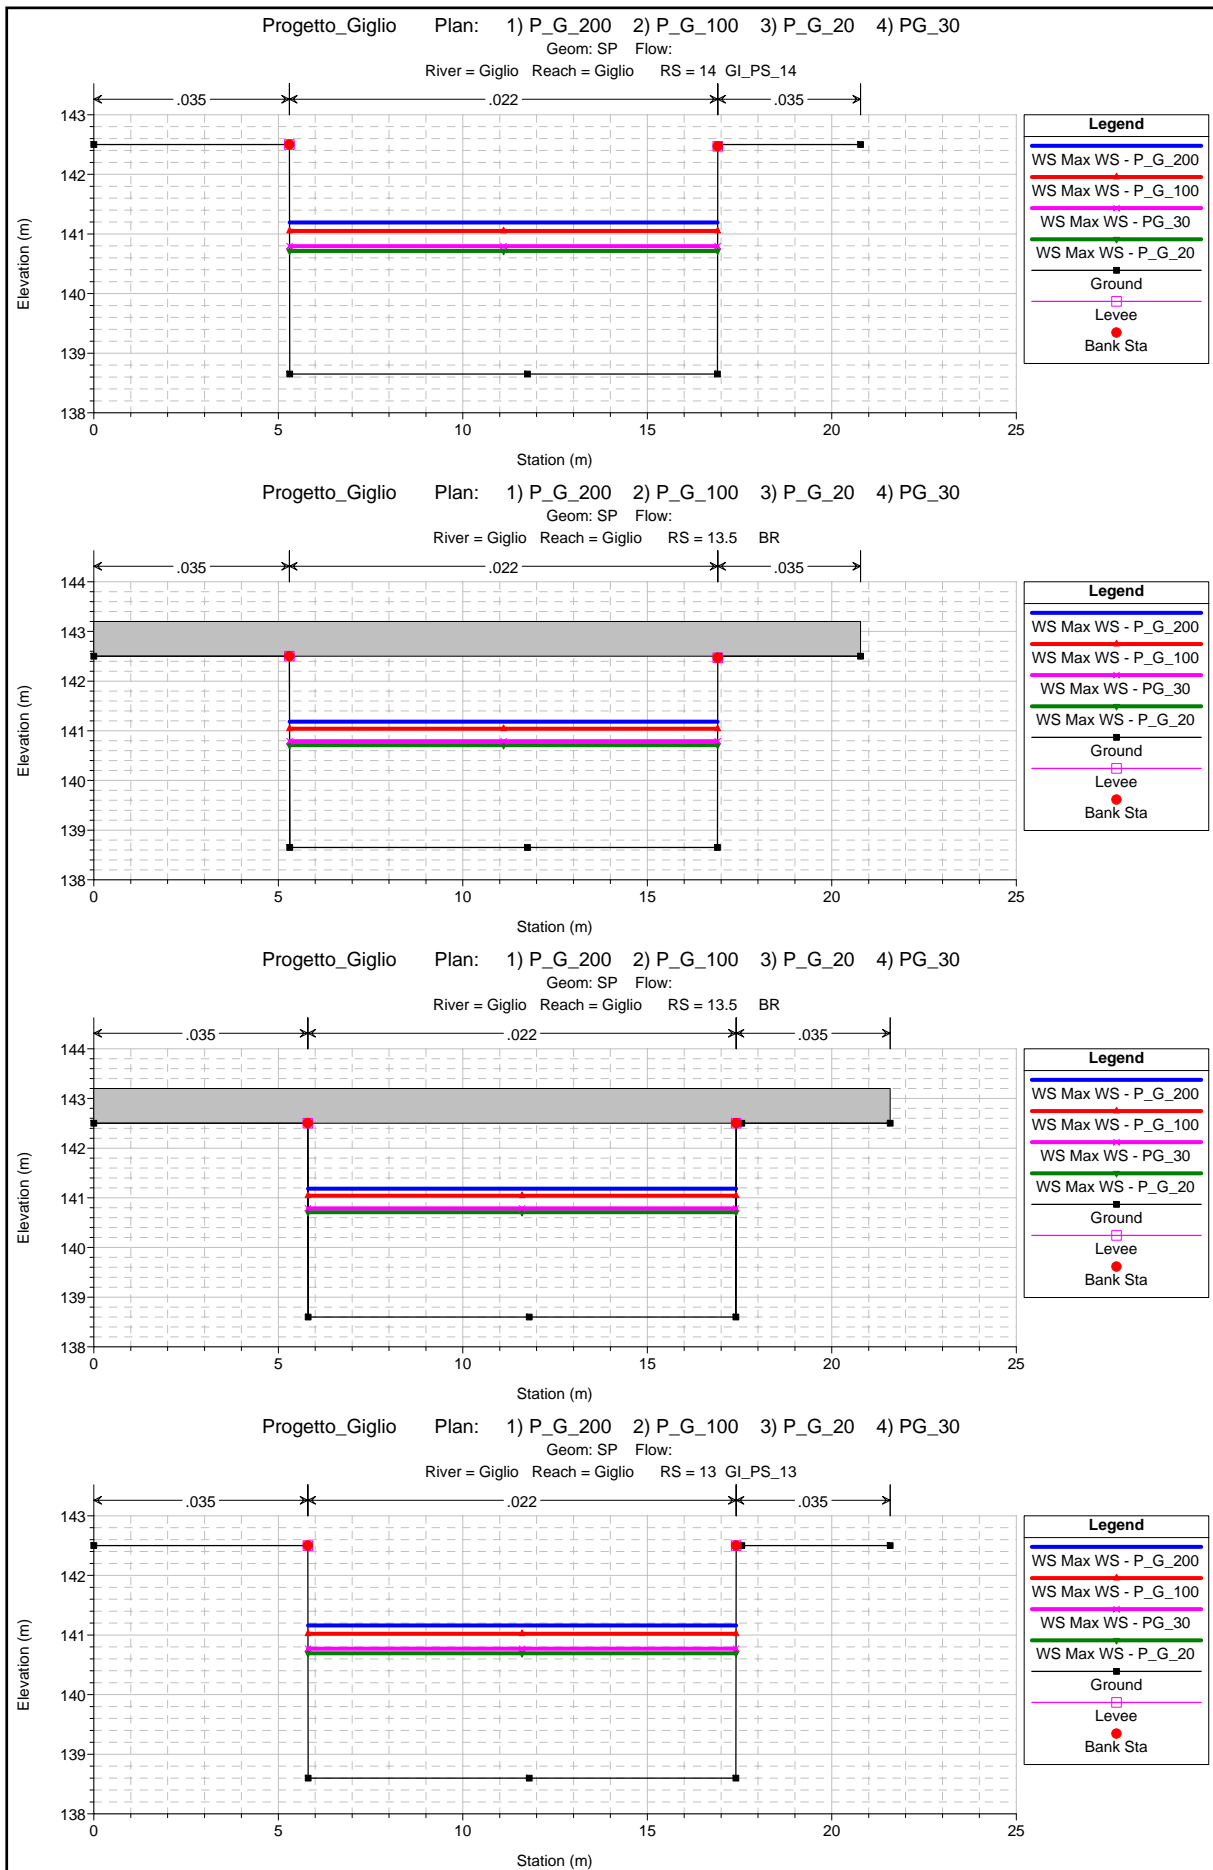 Progetto_Giglio Plan: 1) P_G_200 2) P_G_100 3) P_G_20 4) PG_30
Geom: SP Flow:
River = Giglio Reach = Giglio RS = 14 GI_PS_14
.035 .022 .035
143
142
141
140
139
138
Elevation (m)
0 5 10 15 20 25
Station (m)
Legend
WS Max WS - P_G_200
WS Max WS - P_G_100
WS Max WS - PG_30
WS Max WS - P_G_20
Ground
Levee
Bank Sta
Progetto_Giglio Plan: 1) P_G_200 2) P_G_100 3) P_G_20 4) PG_30
Geom: SP Flow:
River = Giglio Reach = Giglio RS = 13.5 BR
.035 .022 .035
144
143
142
141
140
139
138
Elevation (m)
0 5 10 15 20 25
Station (m)
Legend
WS Max WS - P_G_200
WS Max WS - P_G_100
WS Max WS - PG_30
WS Max WS - P_G_20
Ground
Levee
Bank Sta
Progetto_Giglio Plan: 1) P_G_200 2) P_G_100 3) P_G_20 4) PG_30
Geom: SP Flow:
River = Giglio Reach = Giglio RS = 13.5 BR
.035 .022 .035
144
143
142
141
140
139
138
Elevation (m)
0 5 10 15 20 25
Station (m)
Legend
WS Max WS - P_G_200
WS Max WS - P_G_100
WS Max WS - PG_30
WS Max WS - P_G_20
Ground
Levee
Bank Sta
Progetto_Giglio Plan: 1) P_G_200 2) P_G_100 3) P_G_20 4) PG_30
Geom: SP Flow:
River = Giglio Reach = Giglio RS = 13 GI_PS_13
.035 .022 .035
143
142
141
140
139
138
Elevation (m)
0 5 10 15 20 25
Station (m)
Legend
WS Max WS - P_G_200
WS Max WS - P_G_100
WS Max WS - PG_30
WS Max WS - P_G_20
Ground
Levee
Bank Sta